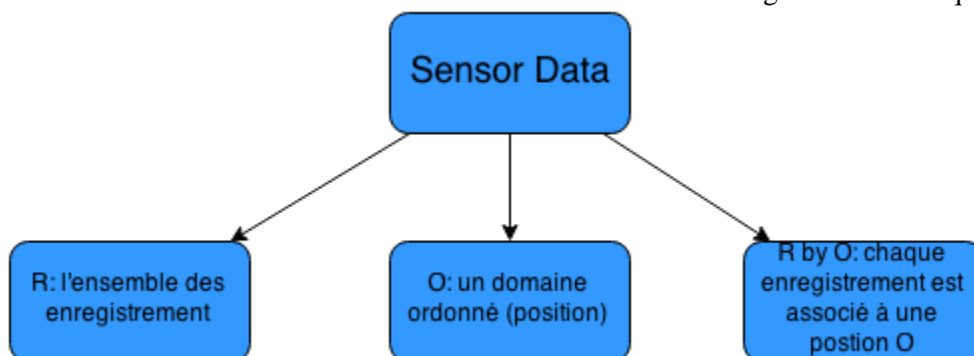 Sensor Data
R: l'ensemble des
enregistrement
O: un domaine
ordonné (position)
R by O: chaque
enregistrement est
associé à une
postion O